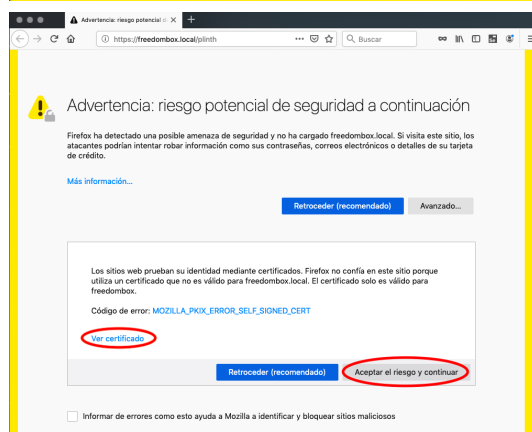 Advertencia: riesgo potencial d
https://freedombox.local/plinth
Buscar
Advertencia: riesgo potencial de seguridad a continuación
Firefox ha detectado una posible amenaza de seguridad y no ha cargado freedombox.local. Si visita este sitio, los
atacantes podrían intentar robar información como sus contraseñas, correos electrónicos o detalles de su tarjeta
de crédito.
Más información...
Retroceder (recomendado) Avanzado...
Los sitios web prueban su identidad mediante certificados. Firefox no confía en este sitio porque
utiliza un certificado que no es válido para freedombox.local. El certificado solo es válido para
freedombox.
Código de error: MOZILLA_PKIX_ERROR_SELF_SIGNED_CERT
Ver certificado
Retroceder (recomendado) Aceptar el riesgo y continuar
Informar de errores como esto ayuda a Mozilla a identificar y bloquear sitios maliciosos